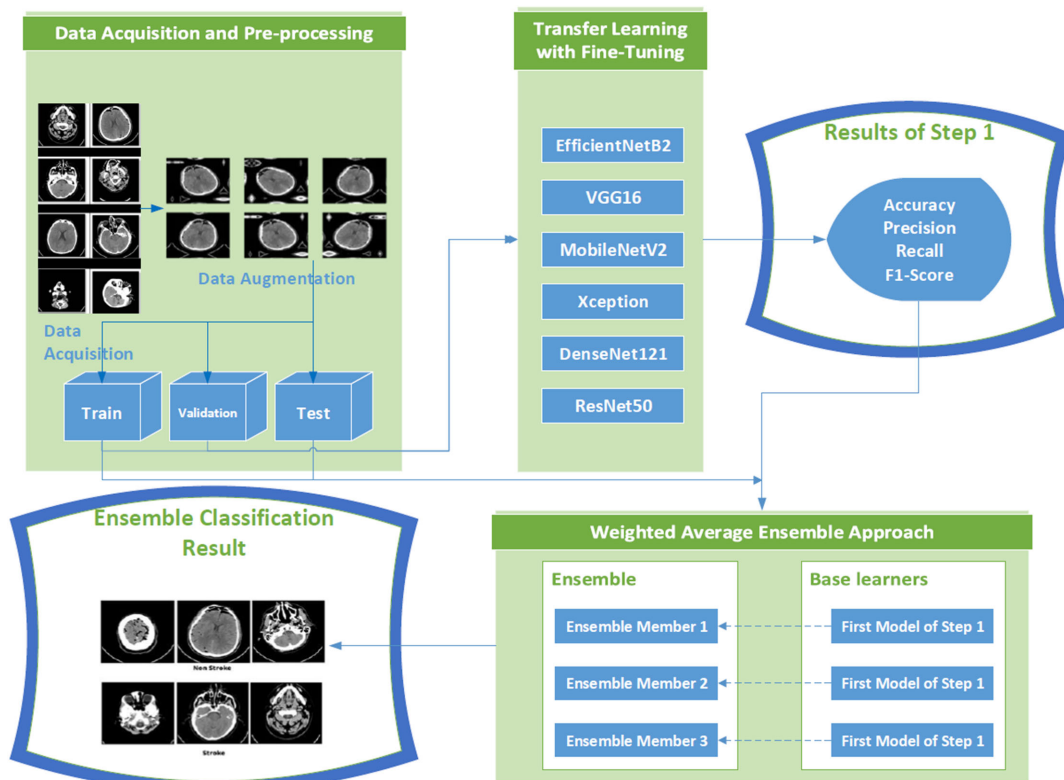 Data Acquisition and Pre-processing
Data Augmentation
Data
Acquisition
Train
Validation
Test
Transfer Learning
with Fine-Tuning
EfficientNetB2
VGG16
MobileNetV2
Xception
DenseNet121
ResNet50
Results of Step 1
Accuracy
Precision
Recall
F1-Score
Weighted Average Ensemble Approach
Ensemble
Ensemble Member 1
Ensemble Member 2
Ensemble Member 3
Base learners
First Model of Step 1
First Model of Step 1
First Model of Step 1
Ensemble Classification
Result
Non Stroke
Stroke